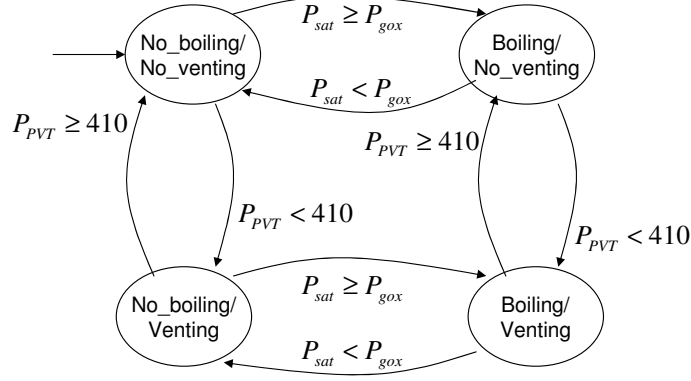 No_boiling/
No_venting
P_sat ≥ P_gox
Boiling/
No_venting
P_sat < P_gox
P_PVT ≥ 410
P_PVT ≥ 410
P_PVT < 410
P_PVT < 410
No_boiling/
Venting
P_sat ≥ P_gox
Boiling/
Venting
P_sat < P_gox